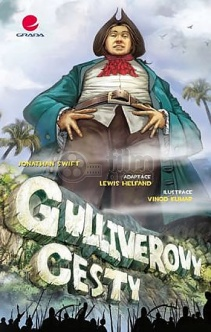 GRADA
JONATHAN SWIFT
ADAPTACE
LEWIS HELFAND
ILUSTRACE
VINOD KUMAR
GULLIVEROVY
CESTY